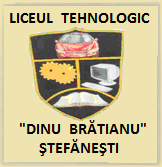 LICEUL TEHNOLOGIC
"DINU BRĂTIANU"
ŞTEFĂNEŞTI